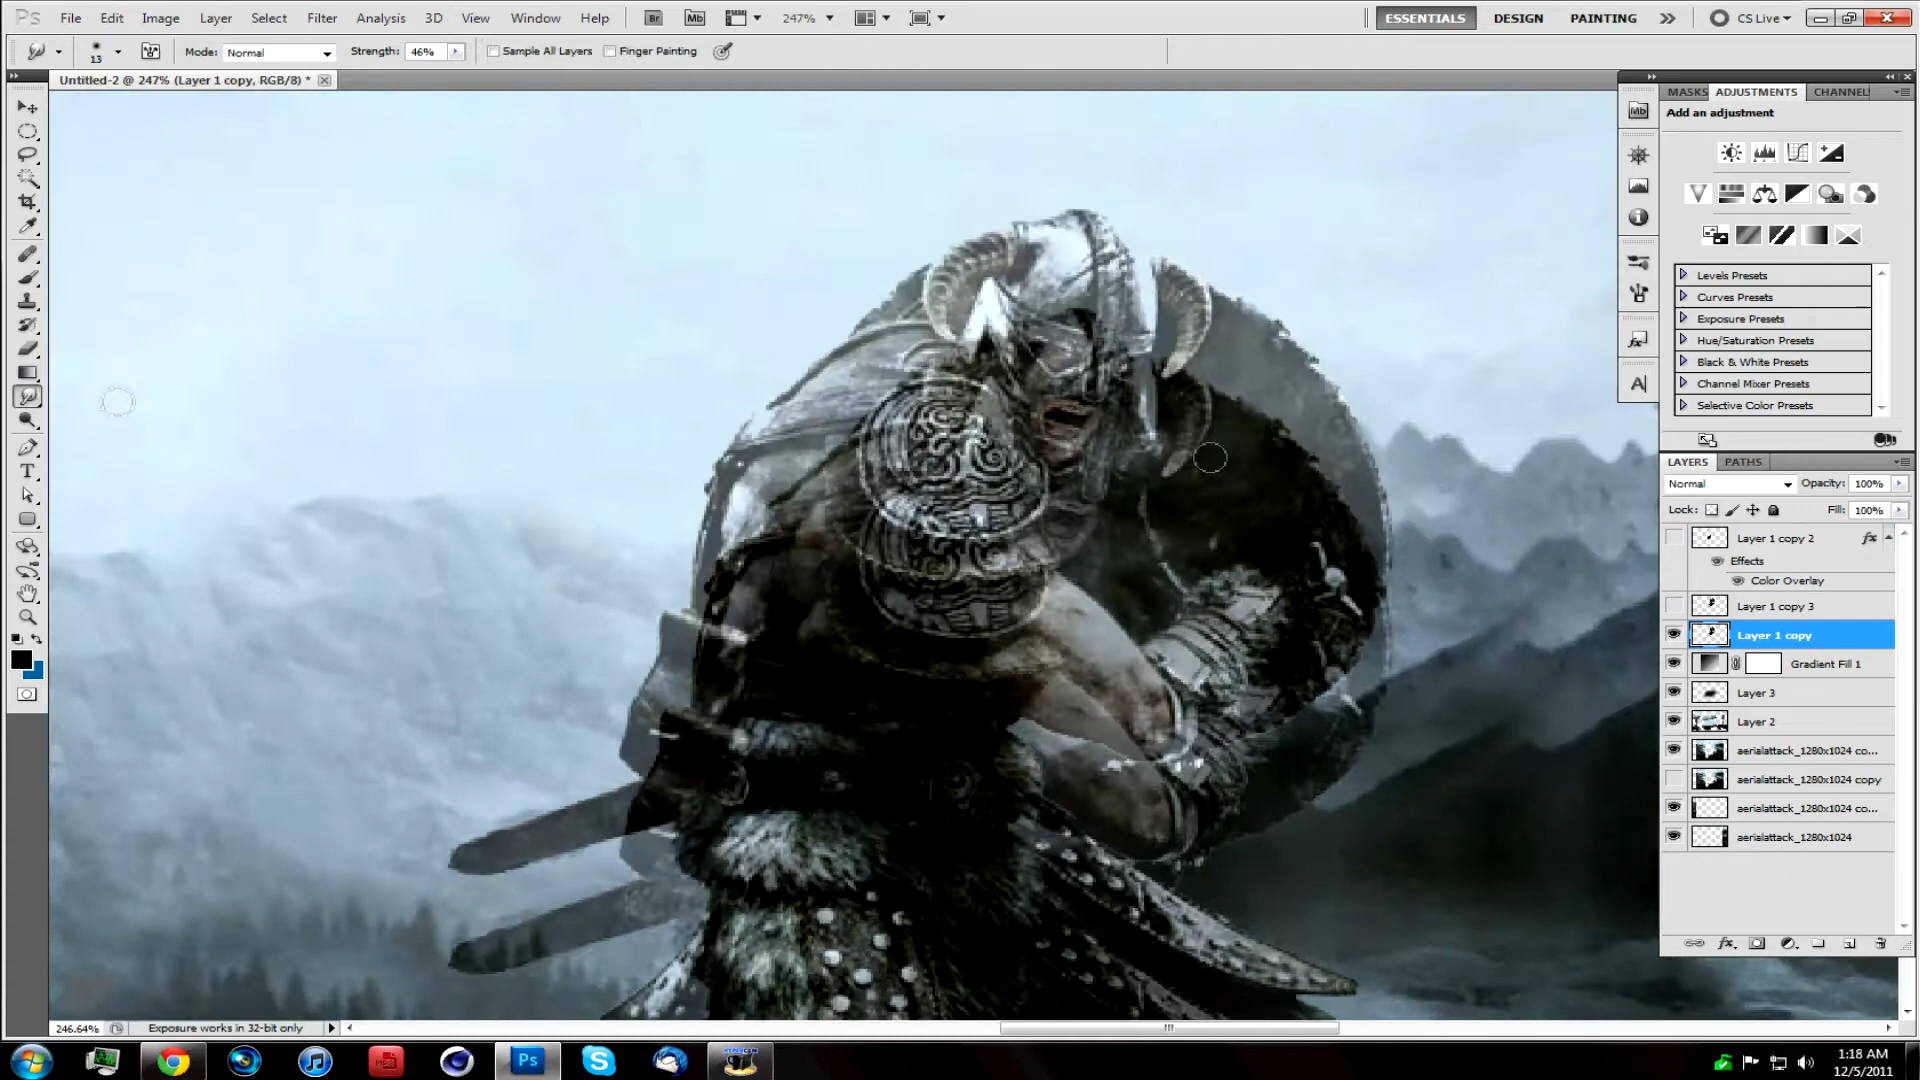 Ps File Edit Image Layer Select Filter Analysis 3D View Window Help Br Mb 247% ESSENTIALS DESIGN PAINTING CS Live
13 Mode: Normal Strength: 46% Sample All Layers Finger Painting
Untitled-2 @ 247% (Layer 1 copy, RGB/8) *
MASKS ADJUSTMENTS CHANNEL
Mb Add an adjustment
Levels Presets
Curves Presets
Exposure Presets
Hue/Saturation Presets
Black & White Presets
Channel Mixer Presets
Selective Color Presets
LAYERS PATHS
Normal Opacity: 100%
Lock: Fill: 100%
Layer 1 copy 2 fx
Effects
Color Overlay
Layer 1 copy 3
Layer 1 copy
Gradient Fill 1
Layer 3
Layer 2
aerialattack_1280x1024 co...
aerialattack_1280x1024 copy
aerialattack_1280x1024 co...
aerialattack_1280x1024
246.64% Exposure works in 32-bit only
Ps
1:18 AM
12/5/2011